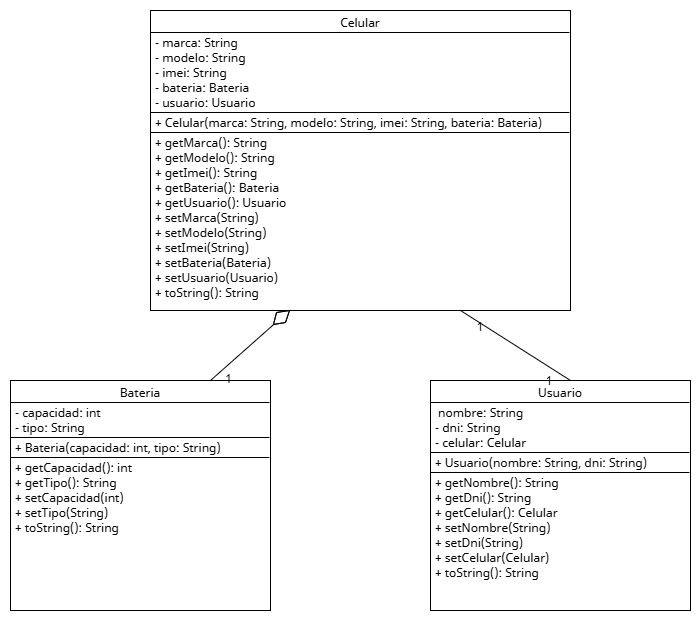 Celular
- marca: String
- modelo: String
- imei: String
- bateria: Bateria
- usuario: Usuario
+ Celular(marca: String, modelo: String, imei: String, bateria: Bateria)
+ getMarca(): String
+ getModelo(): String
+ getImei(): String
+ getBateria(): Bateria
+ getUsuario(): Usuario
+ setMarca(String)
+ setModelo(String)
+ setImei(String)
+ setBateria(Bateria)
+ setUsuario(Usuario)
+ toString(): String
1
1
1
Bateria
- capacidad: int
- tipo: String
+ Bateria(capacidad: int, tipo: String)
+ getCapacidad(): int
+ getTipo(): String
+ setCapacidad(int)
+ setTipo(String)
+ toString(): String
Usuario
nombre: String
- dni: String
- celular: Celular
+ Usuario(nombre: String, dni: String)
+ getNombre(): String
+ getDni(): String
+ getCelular(): Celular
+ setNombre(String)
+ setDni(String)
+ setCelular(Celular)
+ toString(): String